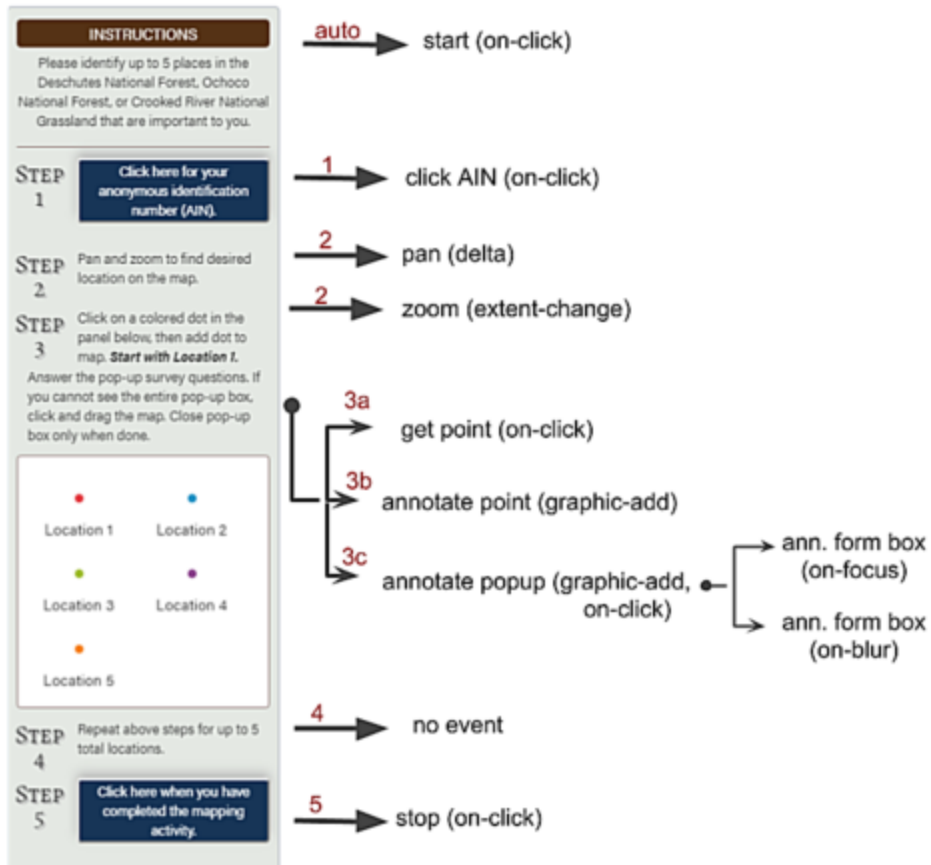 INSTRUCTIONS
Please identify up to 5 places in the
Deschutes National Forest, Ochoco
National Forest, or Crooked River National
Grassland that are important to you.
STEP
1
Click here for your
anonymous identification
number (AIN).
STEP
2
Pan and zoom to find desired
location on the map.
STEP
3
Click on a colored dot in the
panel below, then add dot to
map. Start with Location 1.
Answer the pop-up survey questions. If
you cannot see the entire pop-up box,
click and drag the map. Close pop-up
box only when done.
Location 1
Location 2
Location 3
Location 4
Location 5
STEP
4
Repeat above steps for up to 5
total locations.
STEP
5
Click here when you have
completed the mapping
activity.
auto
start (on-click)
1
click AIN (on-click)
2
pan (delta)
2
zoom (extent-change)
3a
get point (on-click)
3b
annotate point (graphic-add)
3c
annotate popup (graphic-add,
on-click)
ann. form box
(on-focus)
ann. form box
(on-blur)
4
no event
5
stop (on-click)